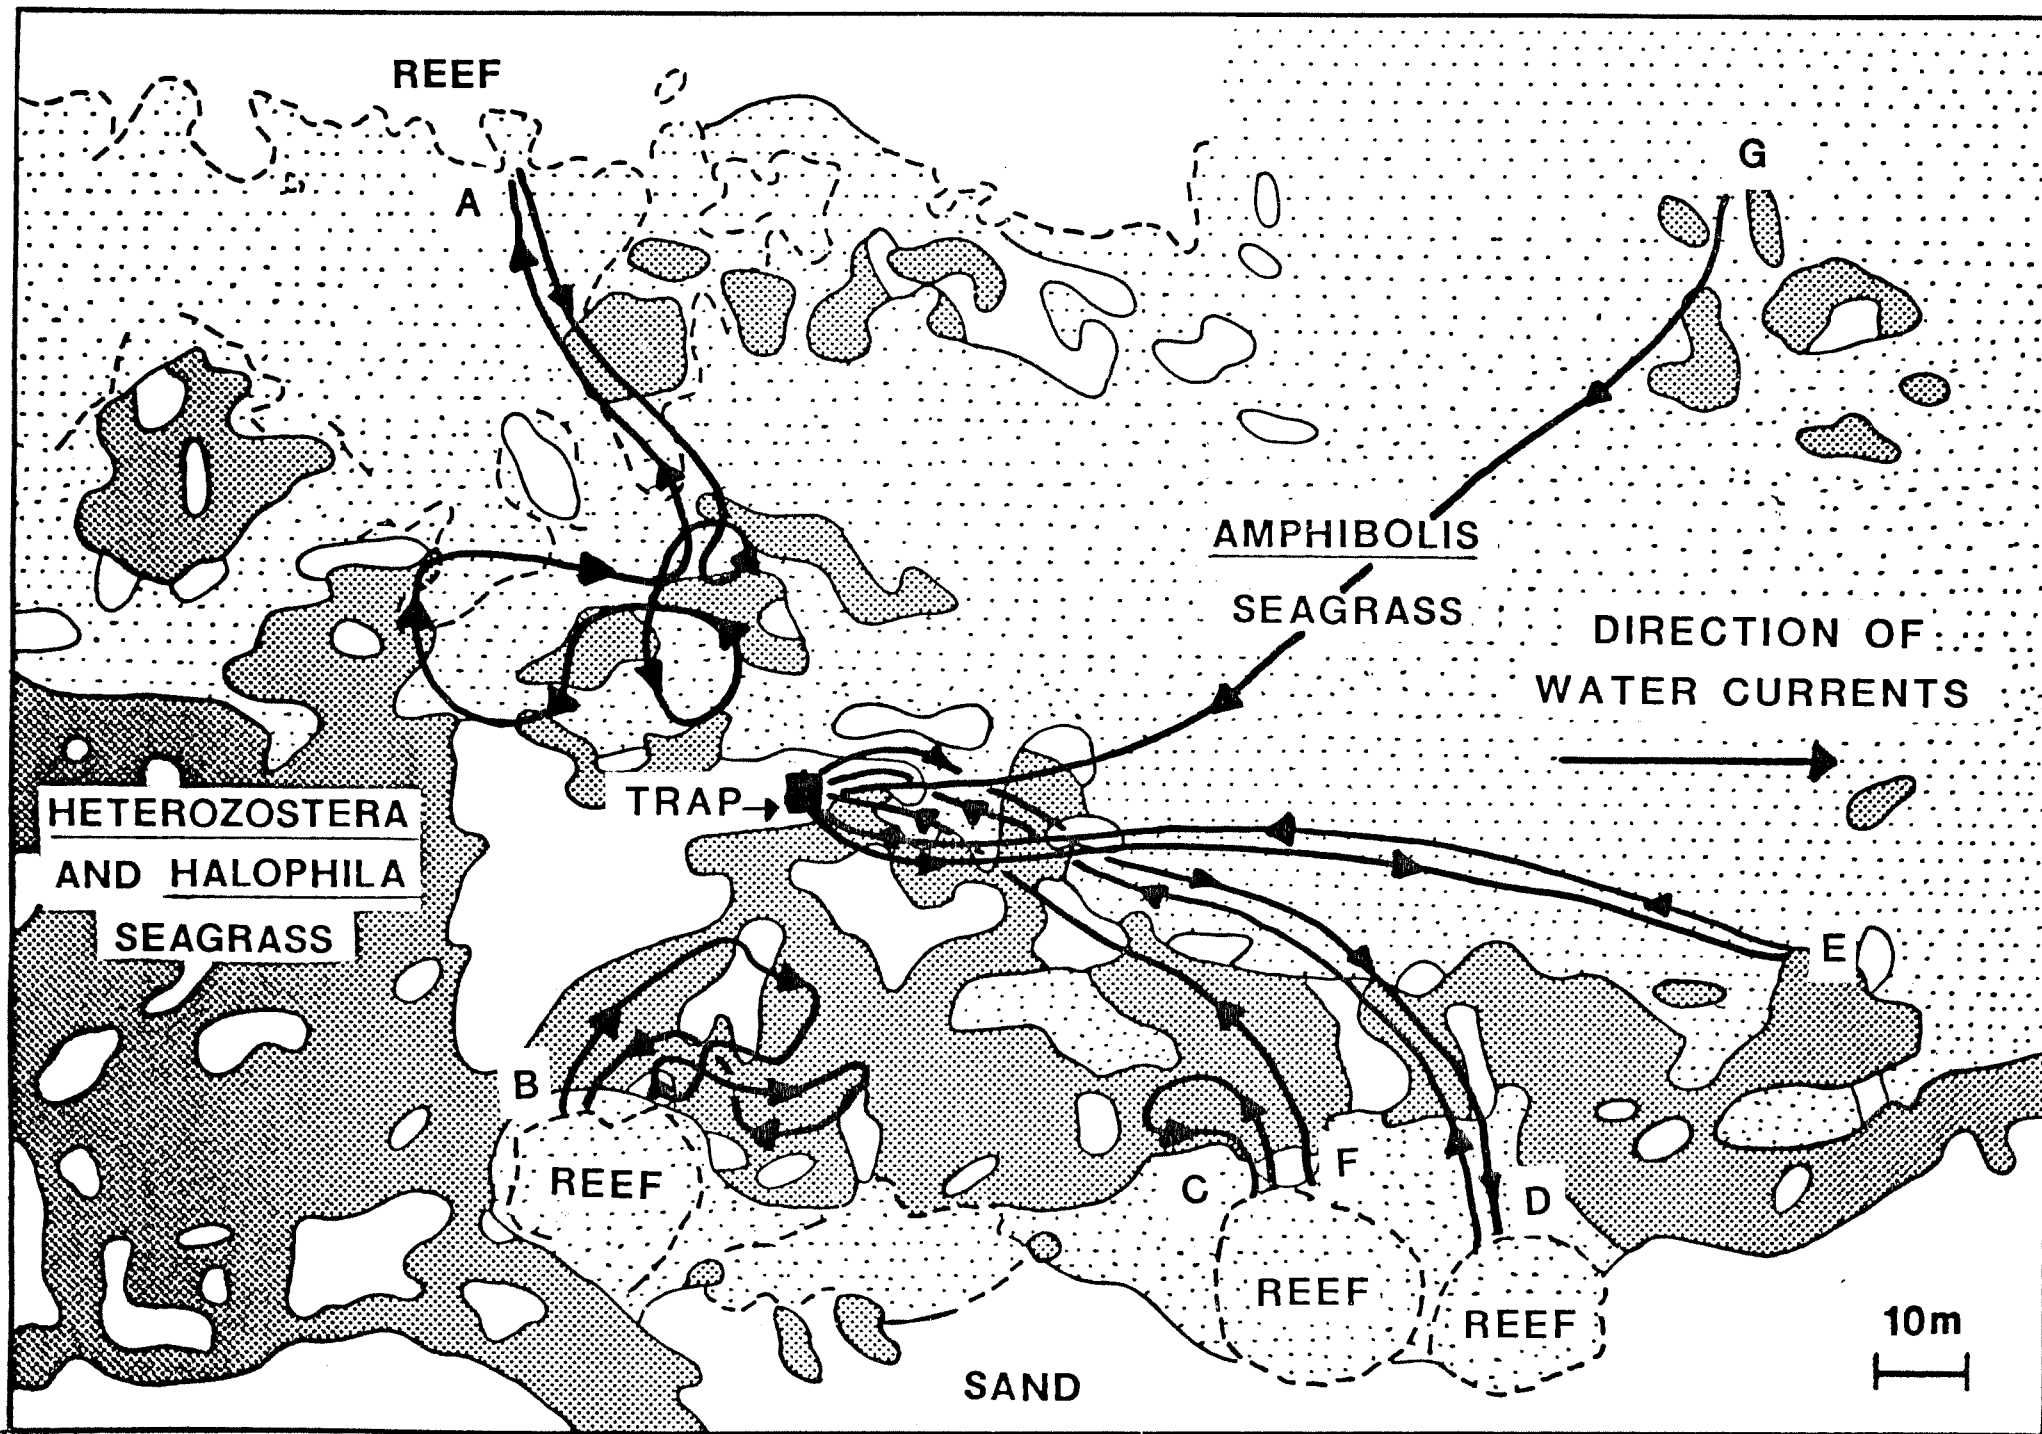 REEF
A
G
AMPHIBOLIS
SEAGRASS
DIRECTION OF
WATER CURRENTS
TRAP
HETEROZOSTERA
AND HALOPHILA
SEAGRASS
E
B
REEF
C
F
D
REEF
REEF
SAND
10m